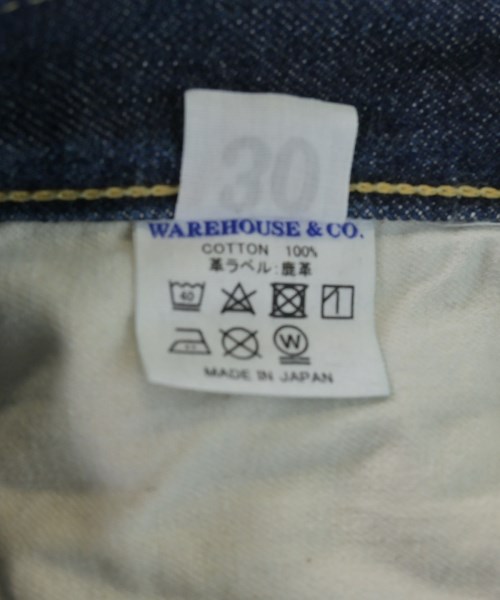 30
WAREHOUSE & CO.
COTTON 100%
革ラベル:鹿革
40
W
MADE IN JAPAN